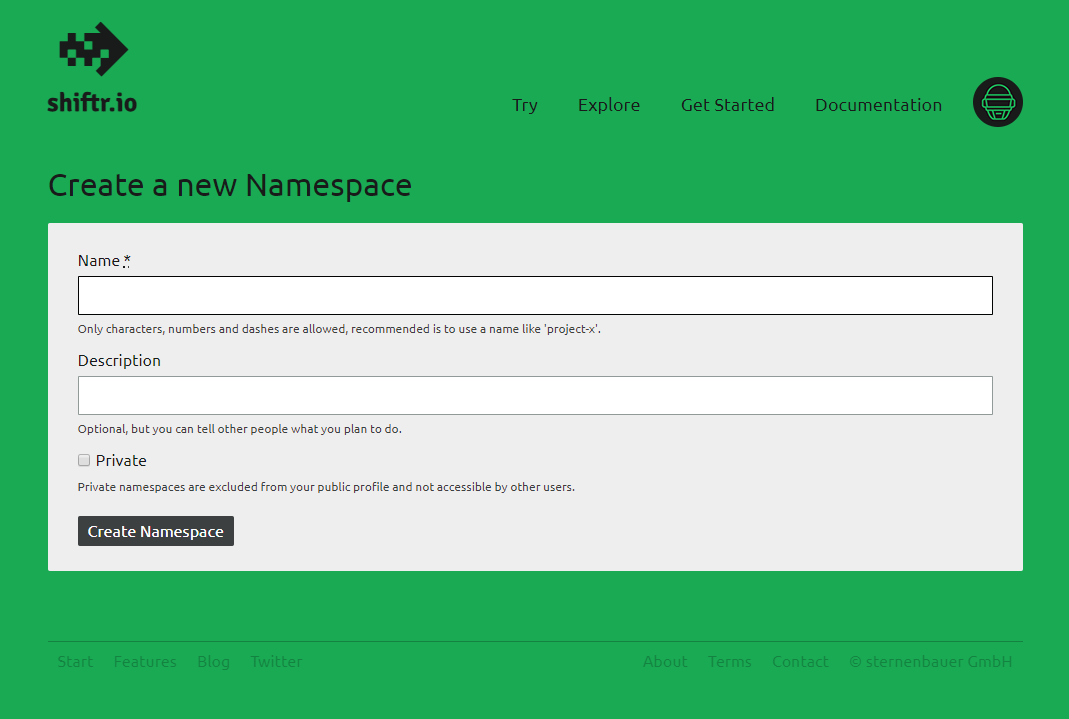 shiftr.io
Try Explore Get Started Documentation
Create a new Namespace
Name *
Only characters, numbers and dashes are allowed, recommended is to use a name like 'project-x'.
Description
Optional, but you can tell other people what you plan to do.
Private
Private namespaces are excluded from your public profile and not accessible by other users.
Create Namespace
Start Features Blog Twitter About Terms Contact © sternenbauer GmbH